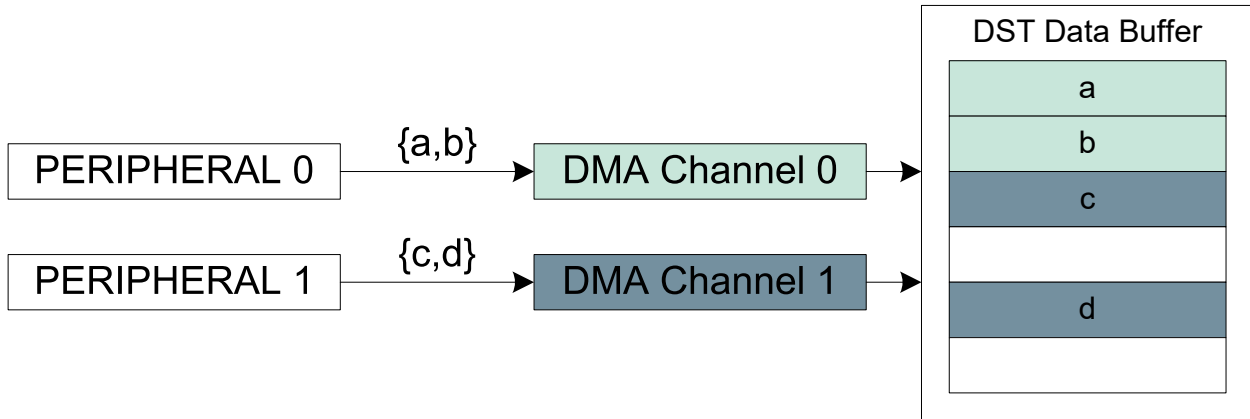 DST Data Buffer
a
{a,b}
b
PERIPHERAL 0
DMA Channel 0
c
{c,d}
PERIPHERAL 1
DMA Channel 1
d